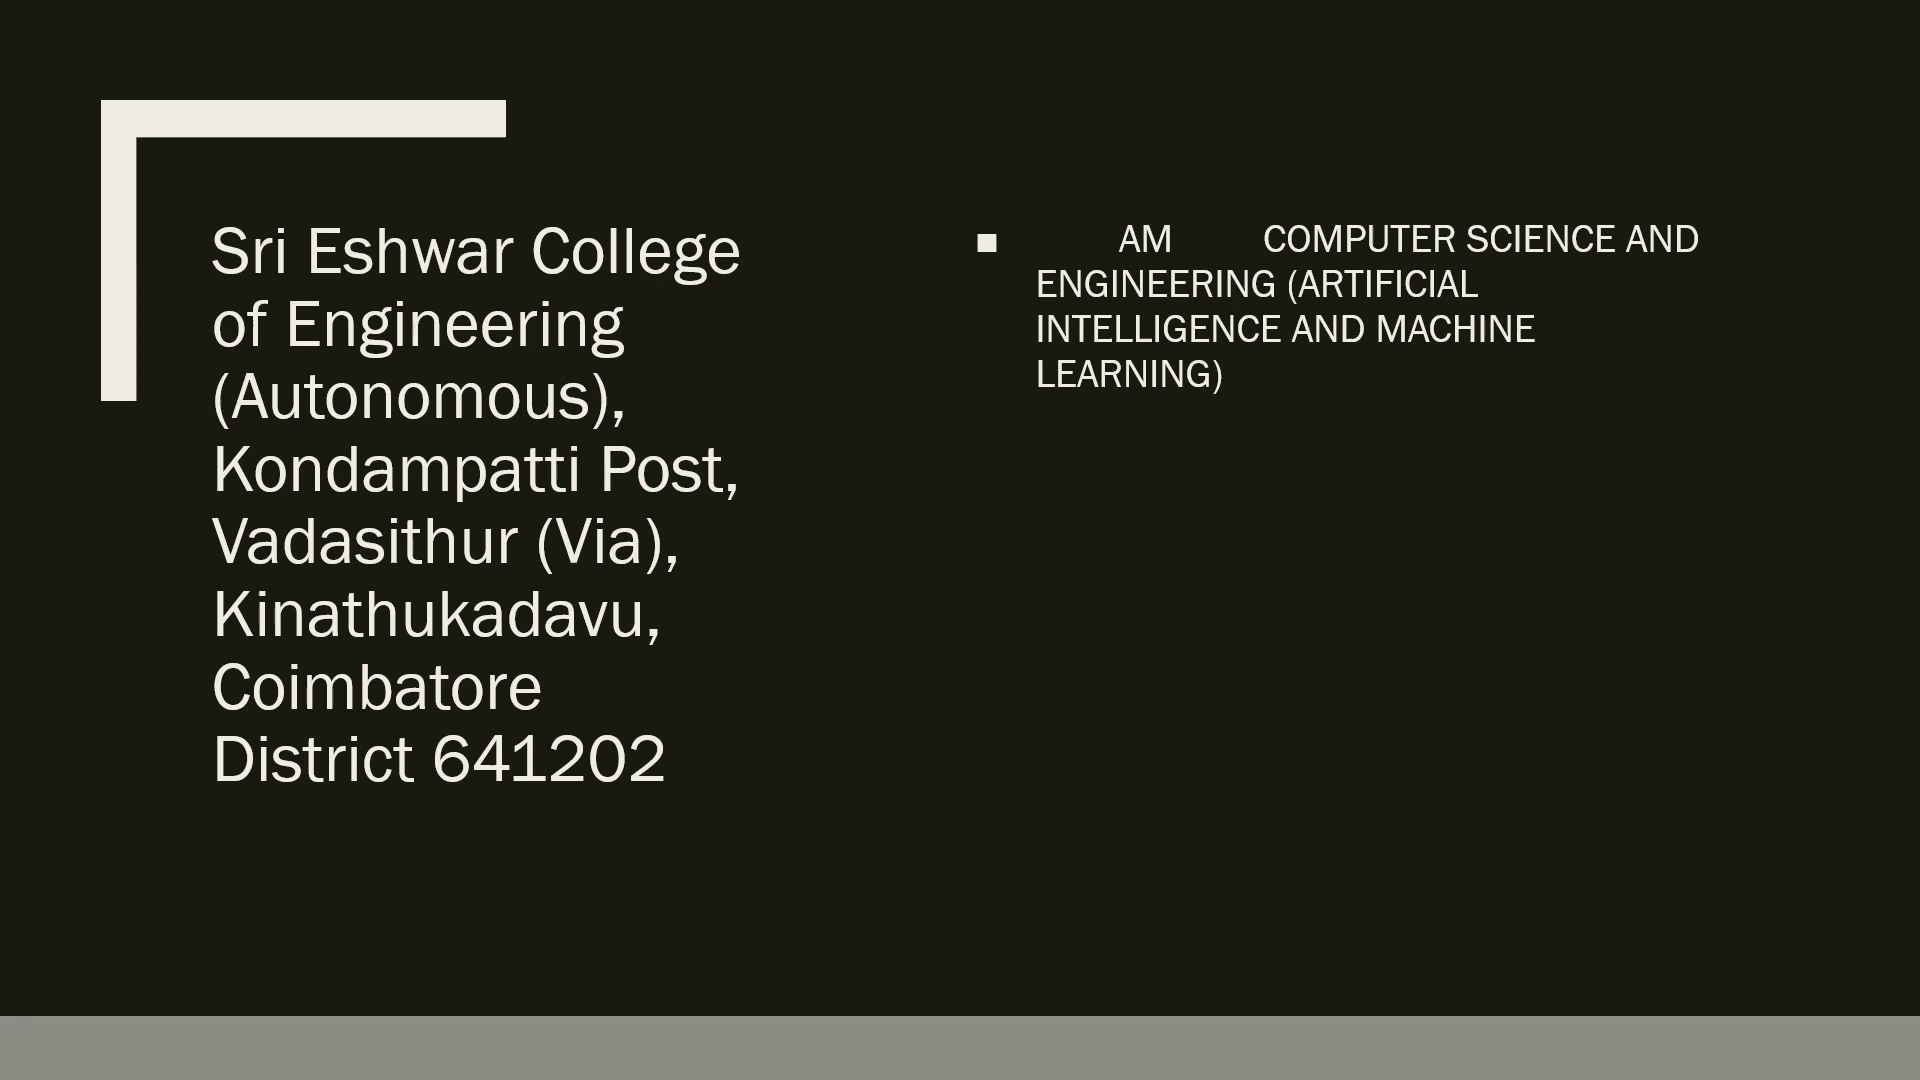 Sri Eshwar College
of Engineering
(Autonomous),
Kondampatti Post,
Vadasithur (Via),
Kinathukadavu,
Coimbatore
District 641202
AM COMPUTER SCIENCE AND
ENGINEERING (ARTIFICIAL
INTELLIGENCE AND MACHINE
LEARNING)